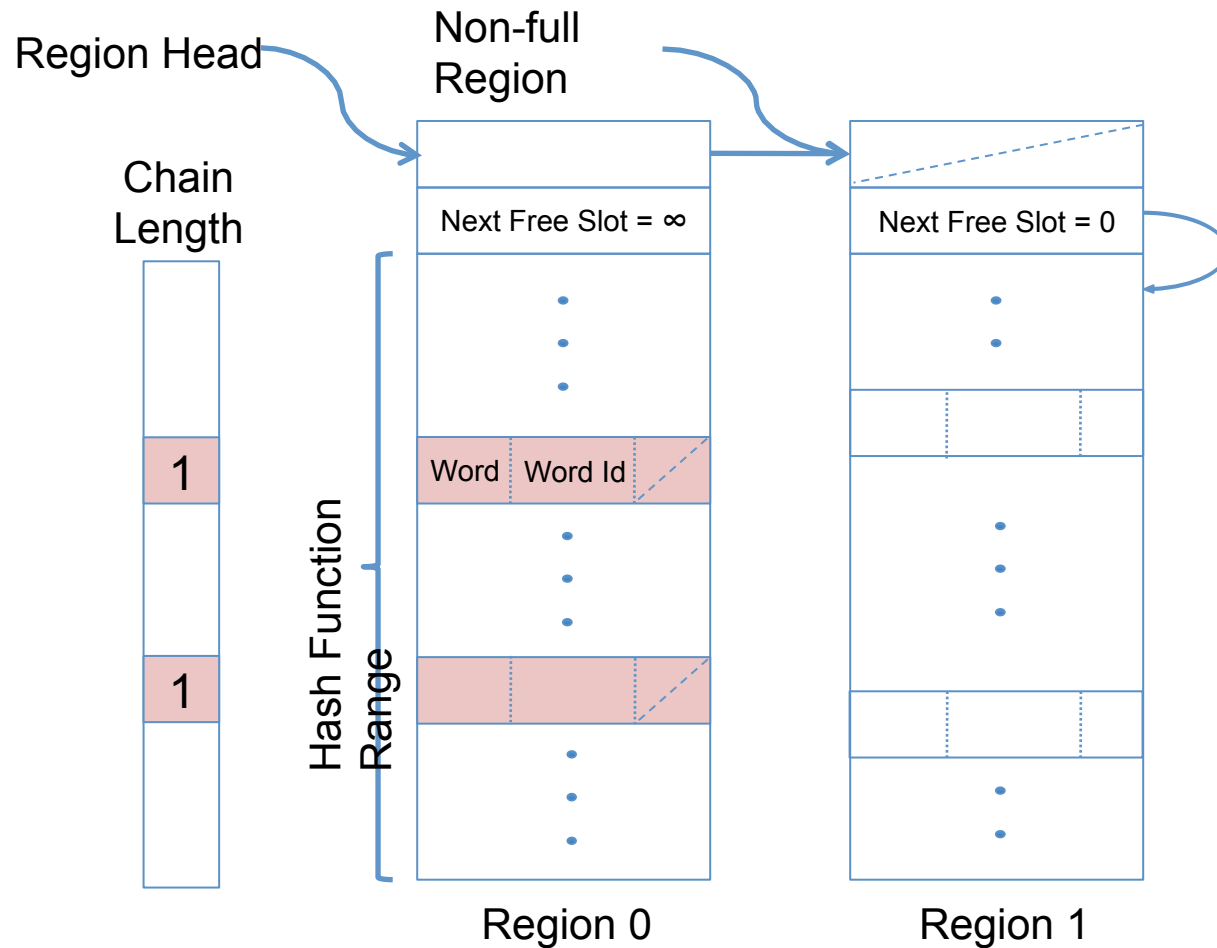 Region Head
Non-full
Region
Chain
Length
Next Free Slot = ∞
Next Free Slot = 0
1
Word
Word Id
1
Hash Function
Range
Region 0
Region 1